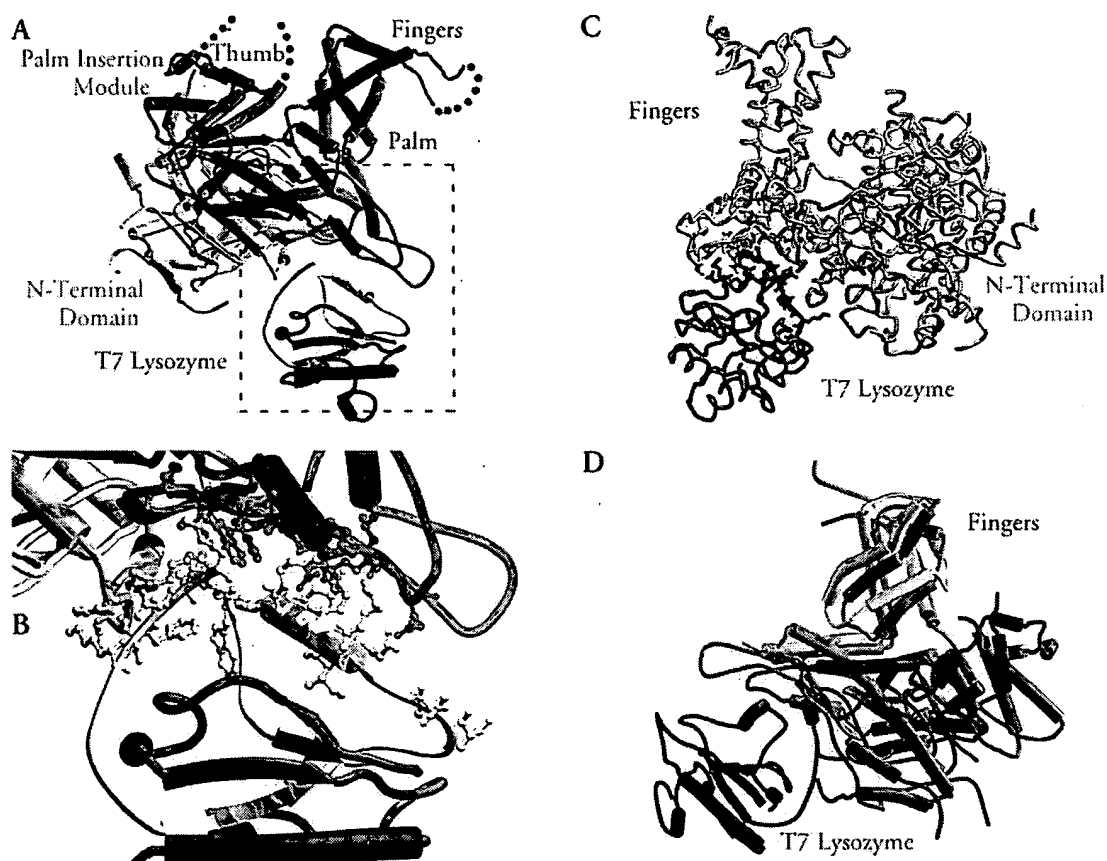 A
Palm Insertion
Module
Thumb
Fingers
Palm
N-Terminal
Domain
T7 Lysozyme
B
C
Fingers
N-Terminal
Domain
T7 Lysozyme
D
Fingers
T7 Lysozyme